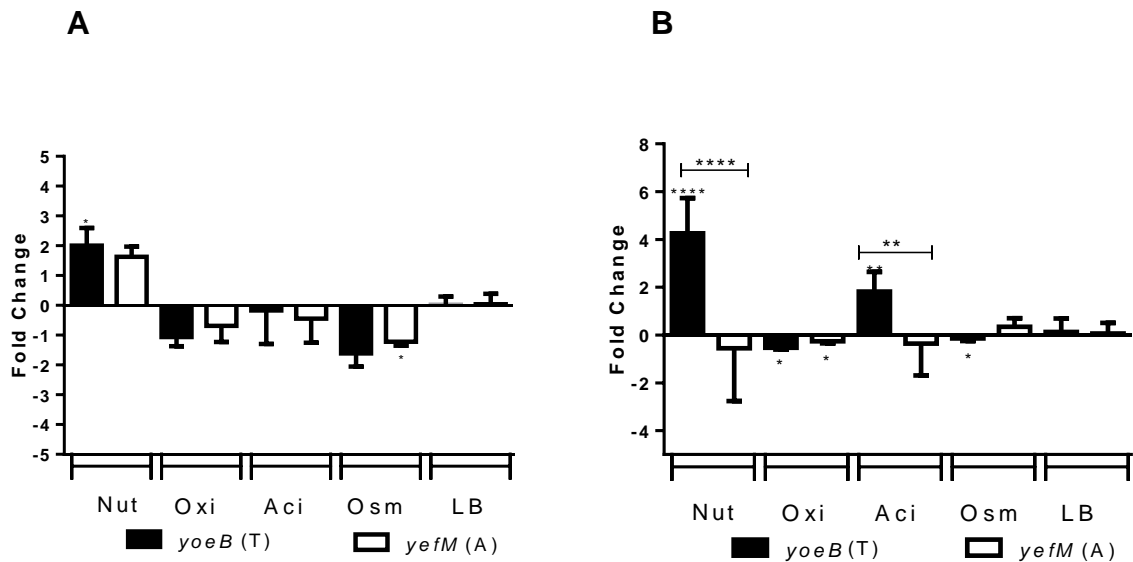 A
Fold Change
5
4
3
2
1
0
-1
-2
-3
-4
-5
*
*
Nut Oxi Aci Osm LB
yoeB (T) yefM (A)
B
Fold Change
8
6
4
2
0
-2
-4
****
****
**
**
* * *
Nut Oxi Aci Osm LB
yoeB (T) yefM (A)